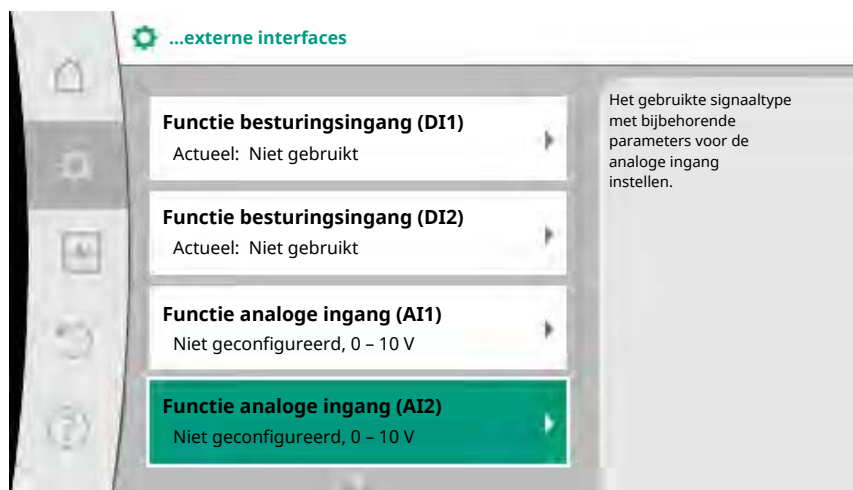 ...externe interfaces
Functie besturingsingang (DI1)
Actueel: Niet gebruikt
Functie besturingsingang (DI2)
Actueel: Niet gebruikt
Functie analoge ingang (AI1)
Niet geconfigureerd, 0 – 10 V
Functie analoge ingang (AI2)
Niet geconfigureerd, 0 – 10 V
Het gebruikte signaaltype
met bijbehorende
parameters voor de
analoge ingang
instellen.